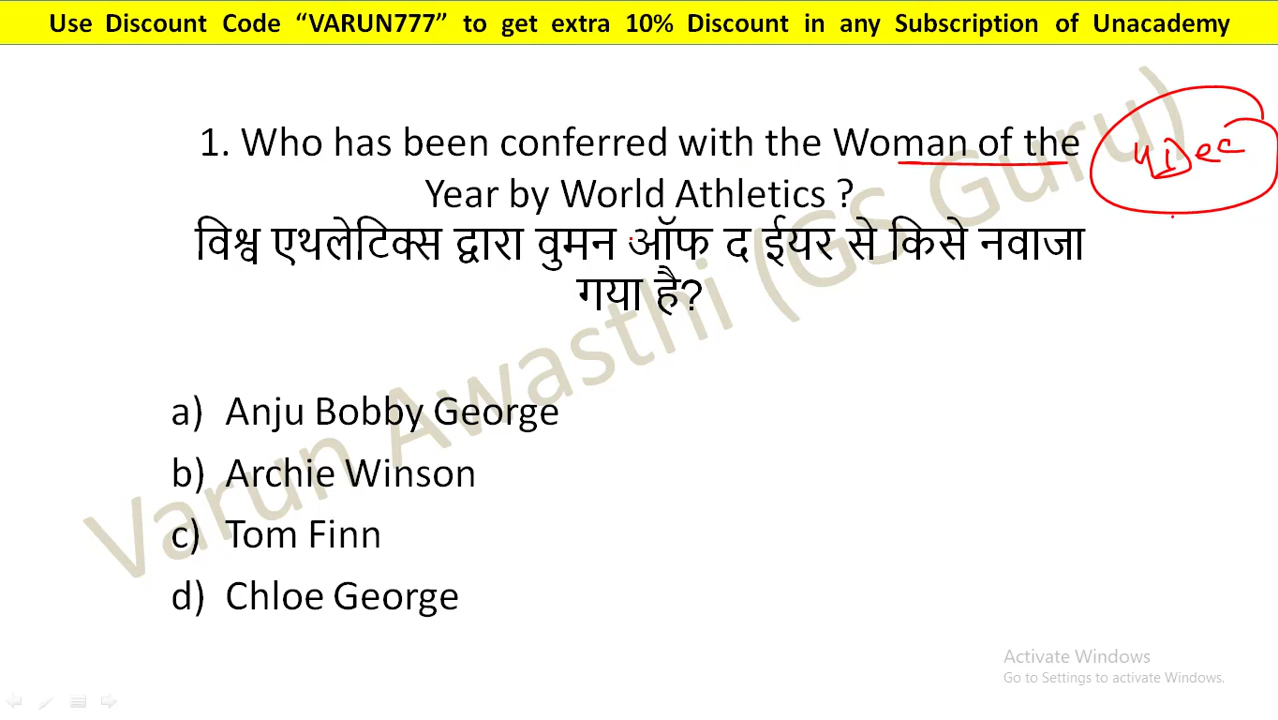 Use Discount Code “VARUN777” to get extra 10% Discount in any Subscription of Unacademy
1. Who has been conferred with the Woman of the
Year by World Athletics ?
4 Dec
विश्व एथलेटिक्स द्वारा वुमन ऑफ द ईयर से किसे नवाजा
गया है?
a) Anju Bobby George
b) Archie Winson
c) Tom Finn
d) Chloe George
Varun Awasthi (GS Guru)
Activate Windows
Go to Settings to activate Windows.